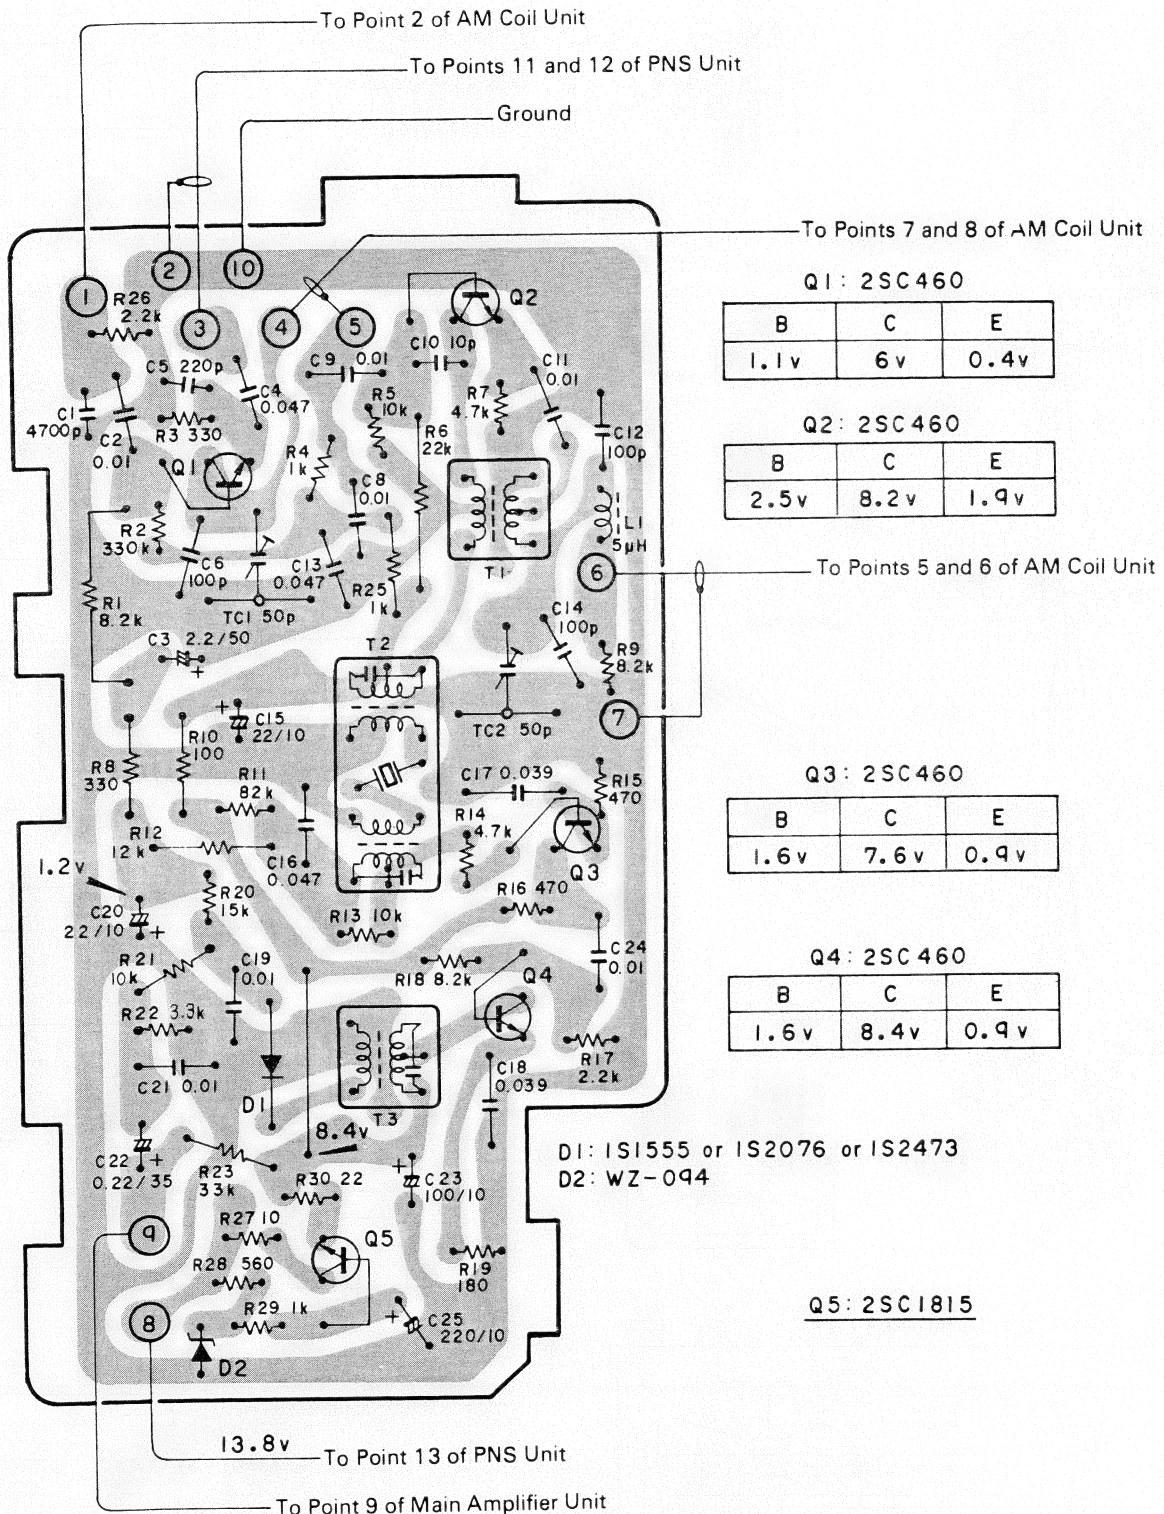 To Point 2 of AM Coil Unit
To Points 11 and 12 of PNS Unit
Ground
To Points 7 and 8 of AM Coil Unit
1
2
10
3
4
5
R26
2.2k
Q2
C5 220p
C9 0.01
C10 10p
C11
0.01
C4
0.047
R5
10k
R7
4.7k
C1
4700p
C2
0.01
R3 330
R6
22k
C12
100p
Q1
R4
1k
C8
0.01
R2
330k
C6
100p
C13
0.047
T1
L1
5μH
6
To Points 5 and 6 of AM Coil Unit
R1
8.2k
TC1 50p
R25
1k
C14
100p
C3 2.2/50
+
T2
R9
8.2k
+
C15
22/10
TC2 50p
7
R10
100
R8
330
R11
82k
C17 0.039
R15
470
R12
12k
R14
4.7k
C16
0.047
Q3
1.2v
R20
15k
R16 470
C20
22/10
+
R13 10k
R21
10k
C19
0.01
R18 8.2k
Q4
C24
0.01
R22 3.3k
C21 0.01
D1
T3
C18
0.039
R17
2.2k
8.4v
C22
0.22/35
+
R23
33k
R30 22
+
C23
100/10
9
R27 10
Q5
R28 560
R19
180
8
R29 1k
+
C25
220/10
D2
13.8v
To Point 13 of PNS Unit
To Point 9 of Main Amplifier Unit
Q1: 2SC460
B C E
1.1v 6v 0.4v
Q2: 2SC460
B C E
2.5v 8.2v 1.9v
Q3: 2SC460
B C E
1.6v 7.6v 0.9v
Q4: 2SC460
B C E
1.6v 8.4v 0.9v
D1: 1S1555 or 1S2076 or 1S2473
D2: WZ-094
Q5: 2SC1815